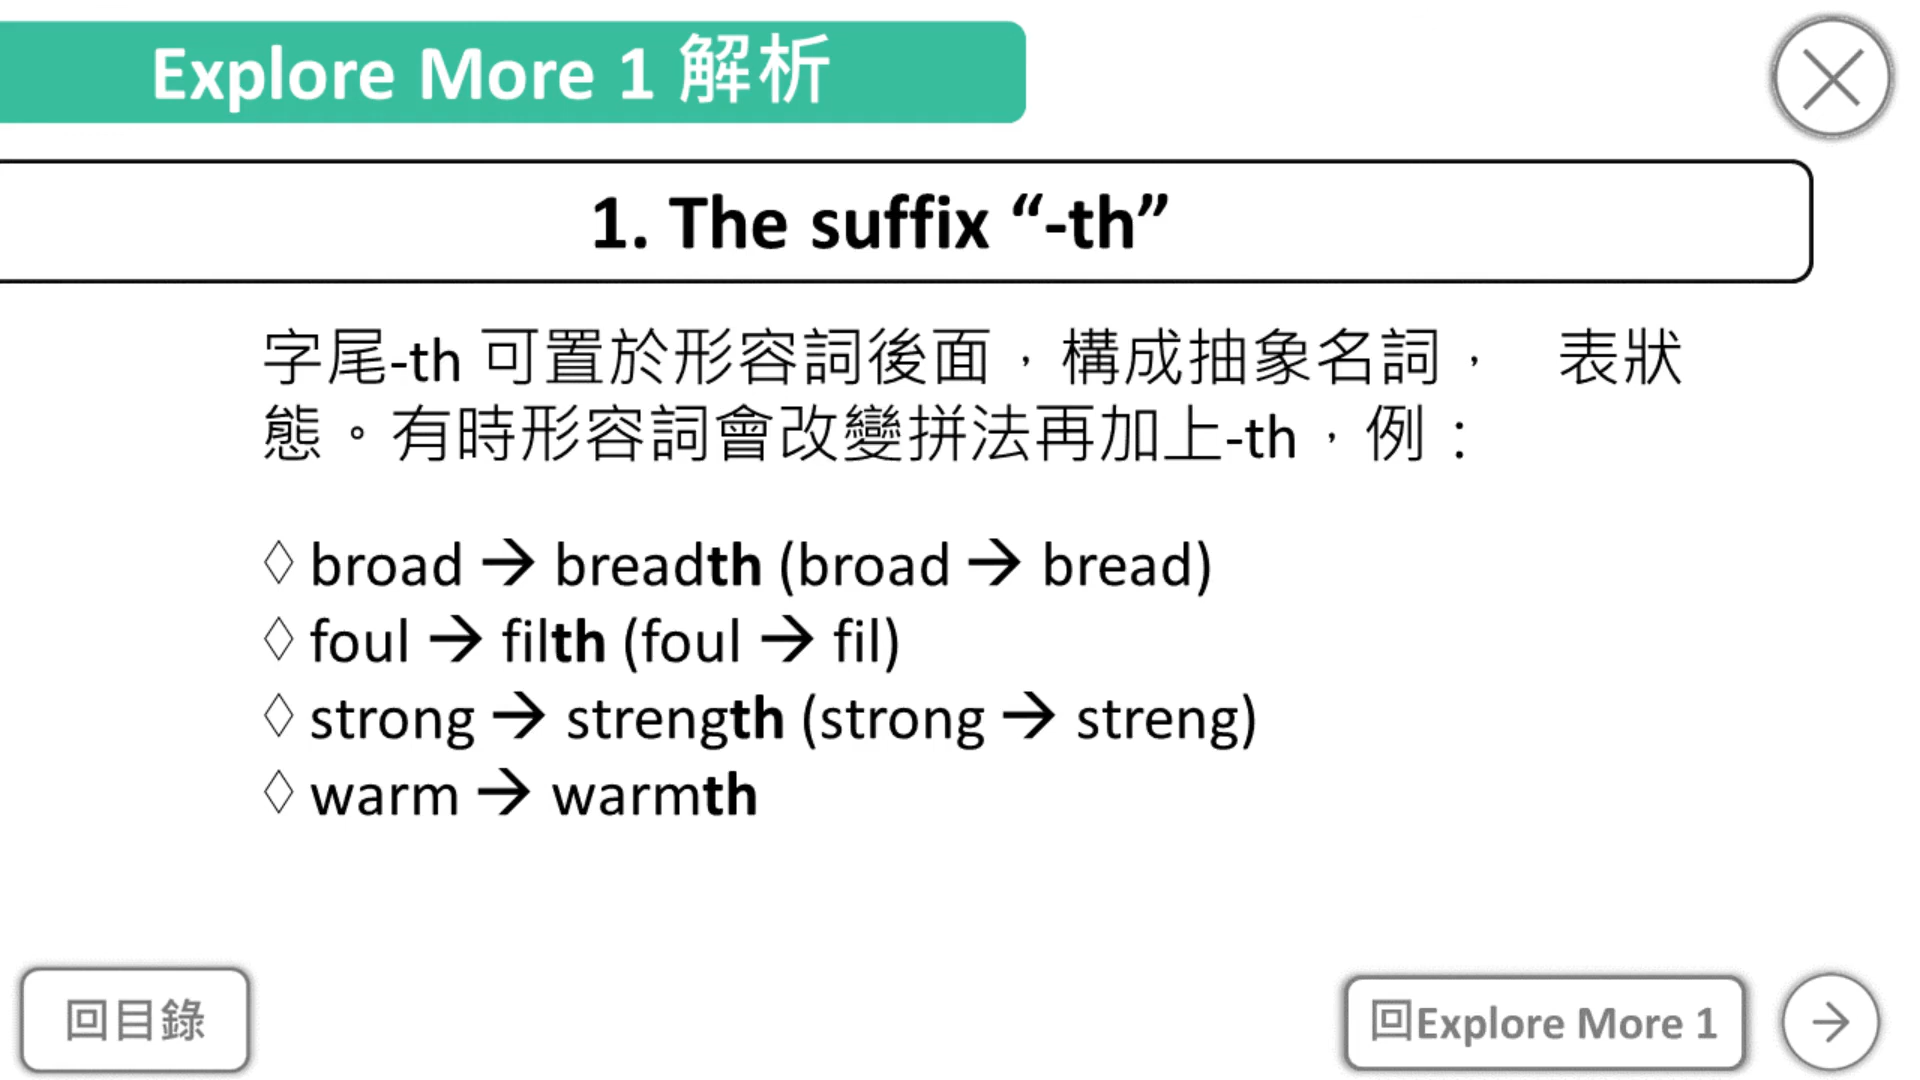 Explore More 1 解析
1. The suffix “-th”
字尾-th 可置於形容詞後面，構成抽象名詞， 表狀
態。有時形容詞會改變拼法再加上-th，例：
◊ broad → breadth (broad → bread)
◊ foul → filth (foul → fil)
◊ strong → strength (strong → streng)
◊ warm → warmth
回目錄
回Explore More 1